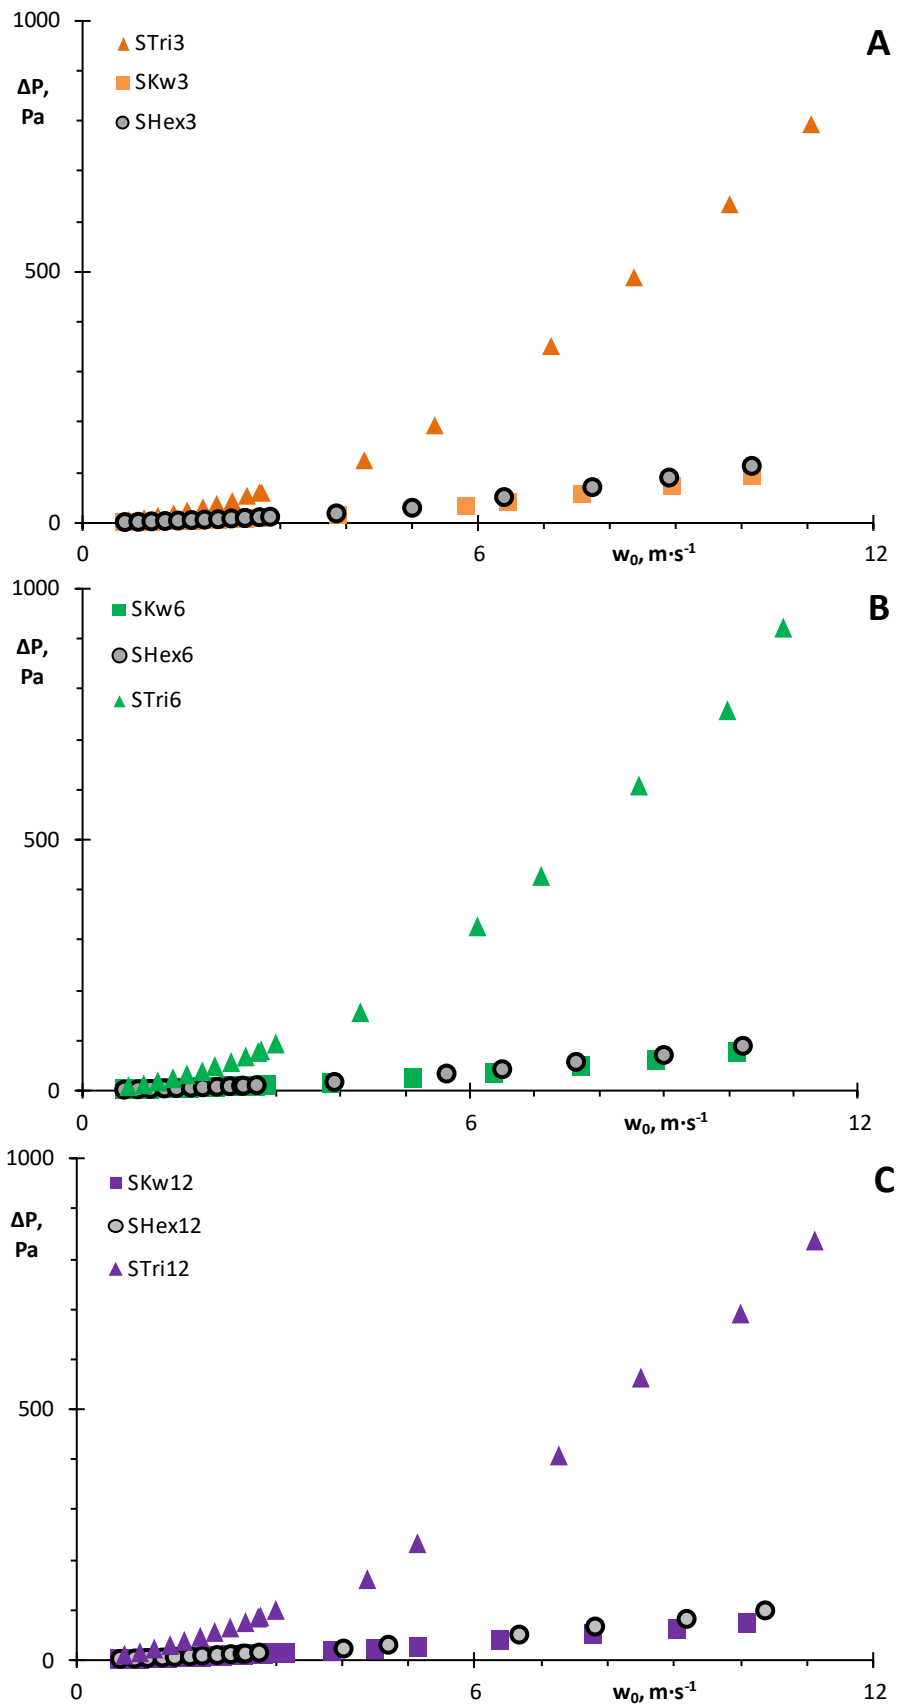 1000
A
STri3
ΔP,
Pa
SKw3
SHex3
500
0
0
6
w₀, m·s⁻¹
12
1000
B
SKw6
ΔP,
Pa
SHex6
STri6
500
0
0
6
w₀, m·s⁻¹
12
1000
C
SKw12
ΔP,
Pa
SHex12
STri12
500
0
0
6
w₀, m·s⁻¹
12